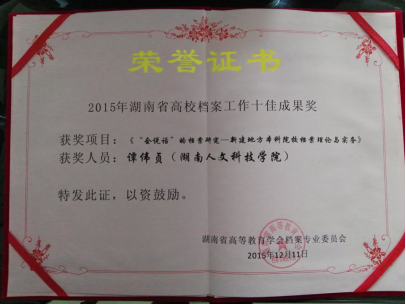 荣誉证书
2015年湖南省高校档案工作十佳成果奖
获奖项目：《“会说话”的档案研究—新建地方本科院校档案理论与实务》
获奖人员：谭伟贞（湖南人文科技学院）
特发此证，以资鼓励。
湖南省高等教育学会档案专业委员会
2015年12月11日